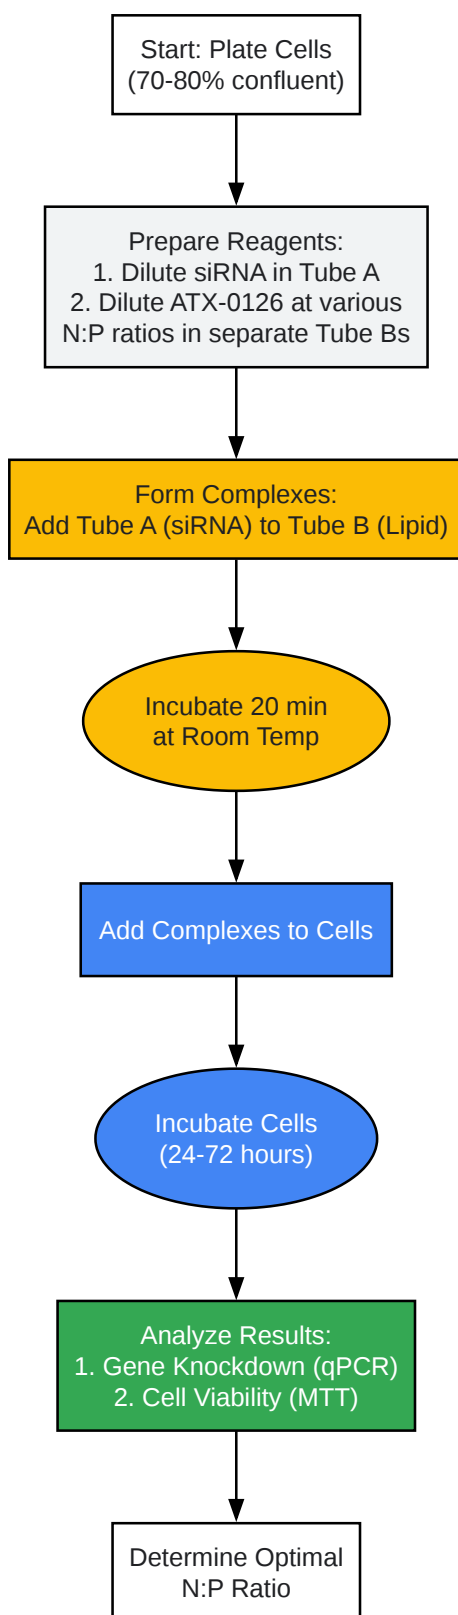 Start: Plate Cells
(70-80% confluent)
Prepare Reagents:
1. Dilute siRNA in Tube A
2. Dilute ATX-0126 at various
N:P ratios in separate Tube Bs
Form Complexes:
Add Tube A (siRNA) to Tube B (Lipid)
Incubate 20 min
at Room Temp
Add Complexes to Cells
Incubate Cells
(24-72 hours)
Analyze Results:
1. Gene Knockdown (qPCR)
2. Cell Viability (MTT)
Determine Optimal
N:P Ratio